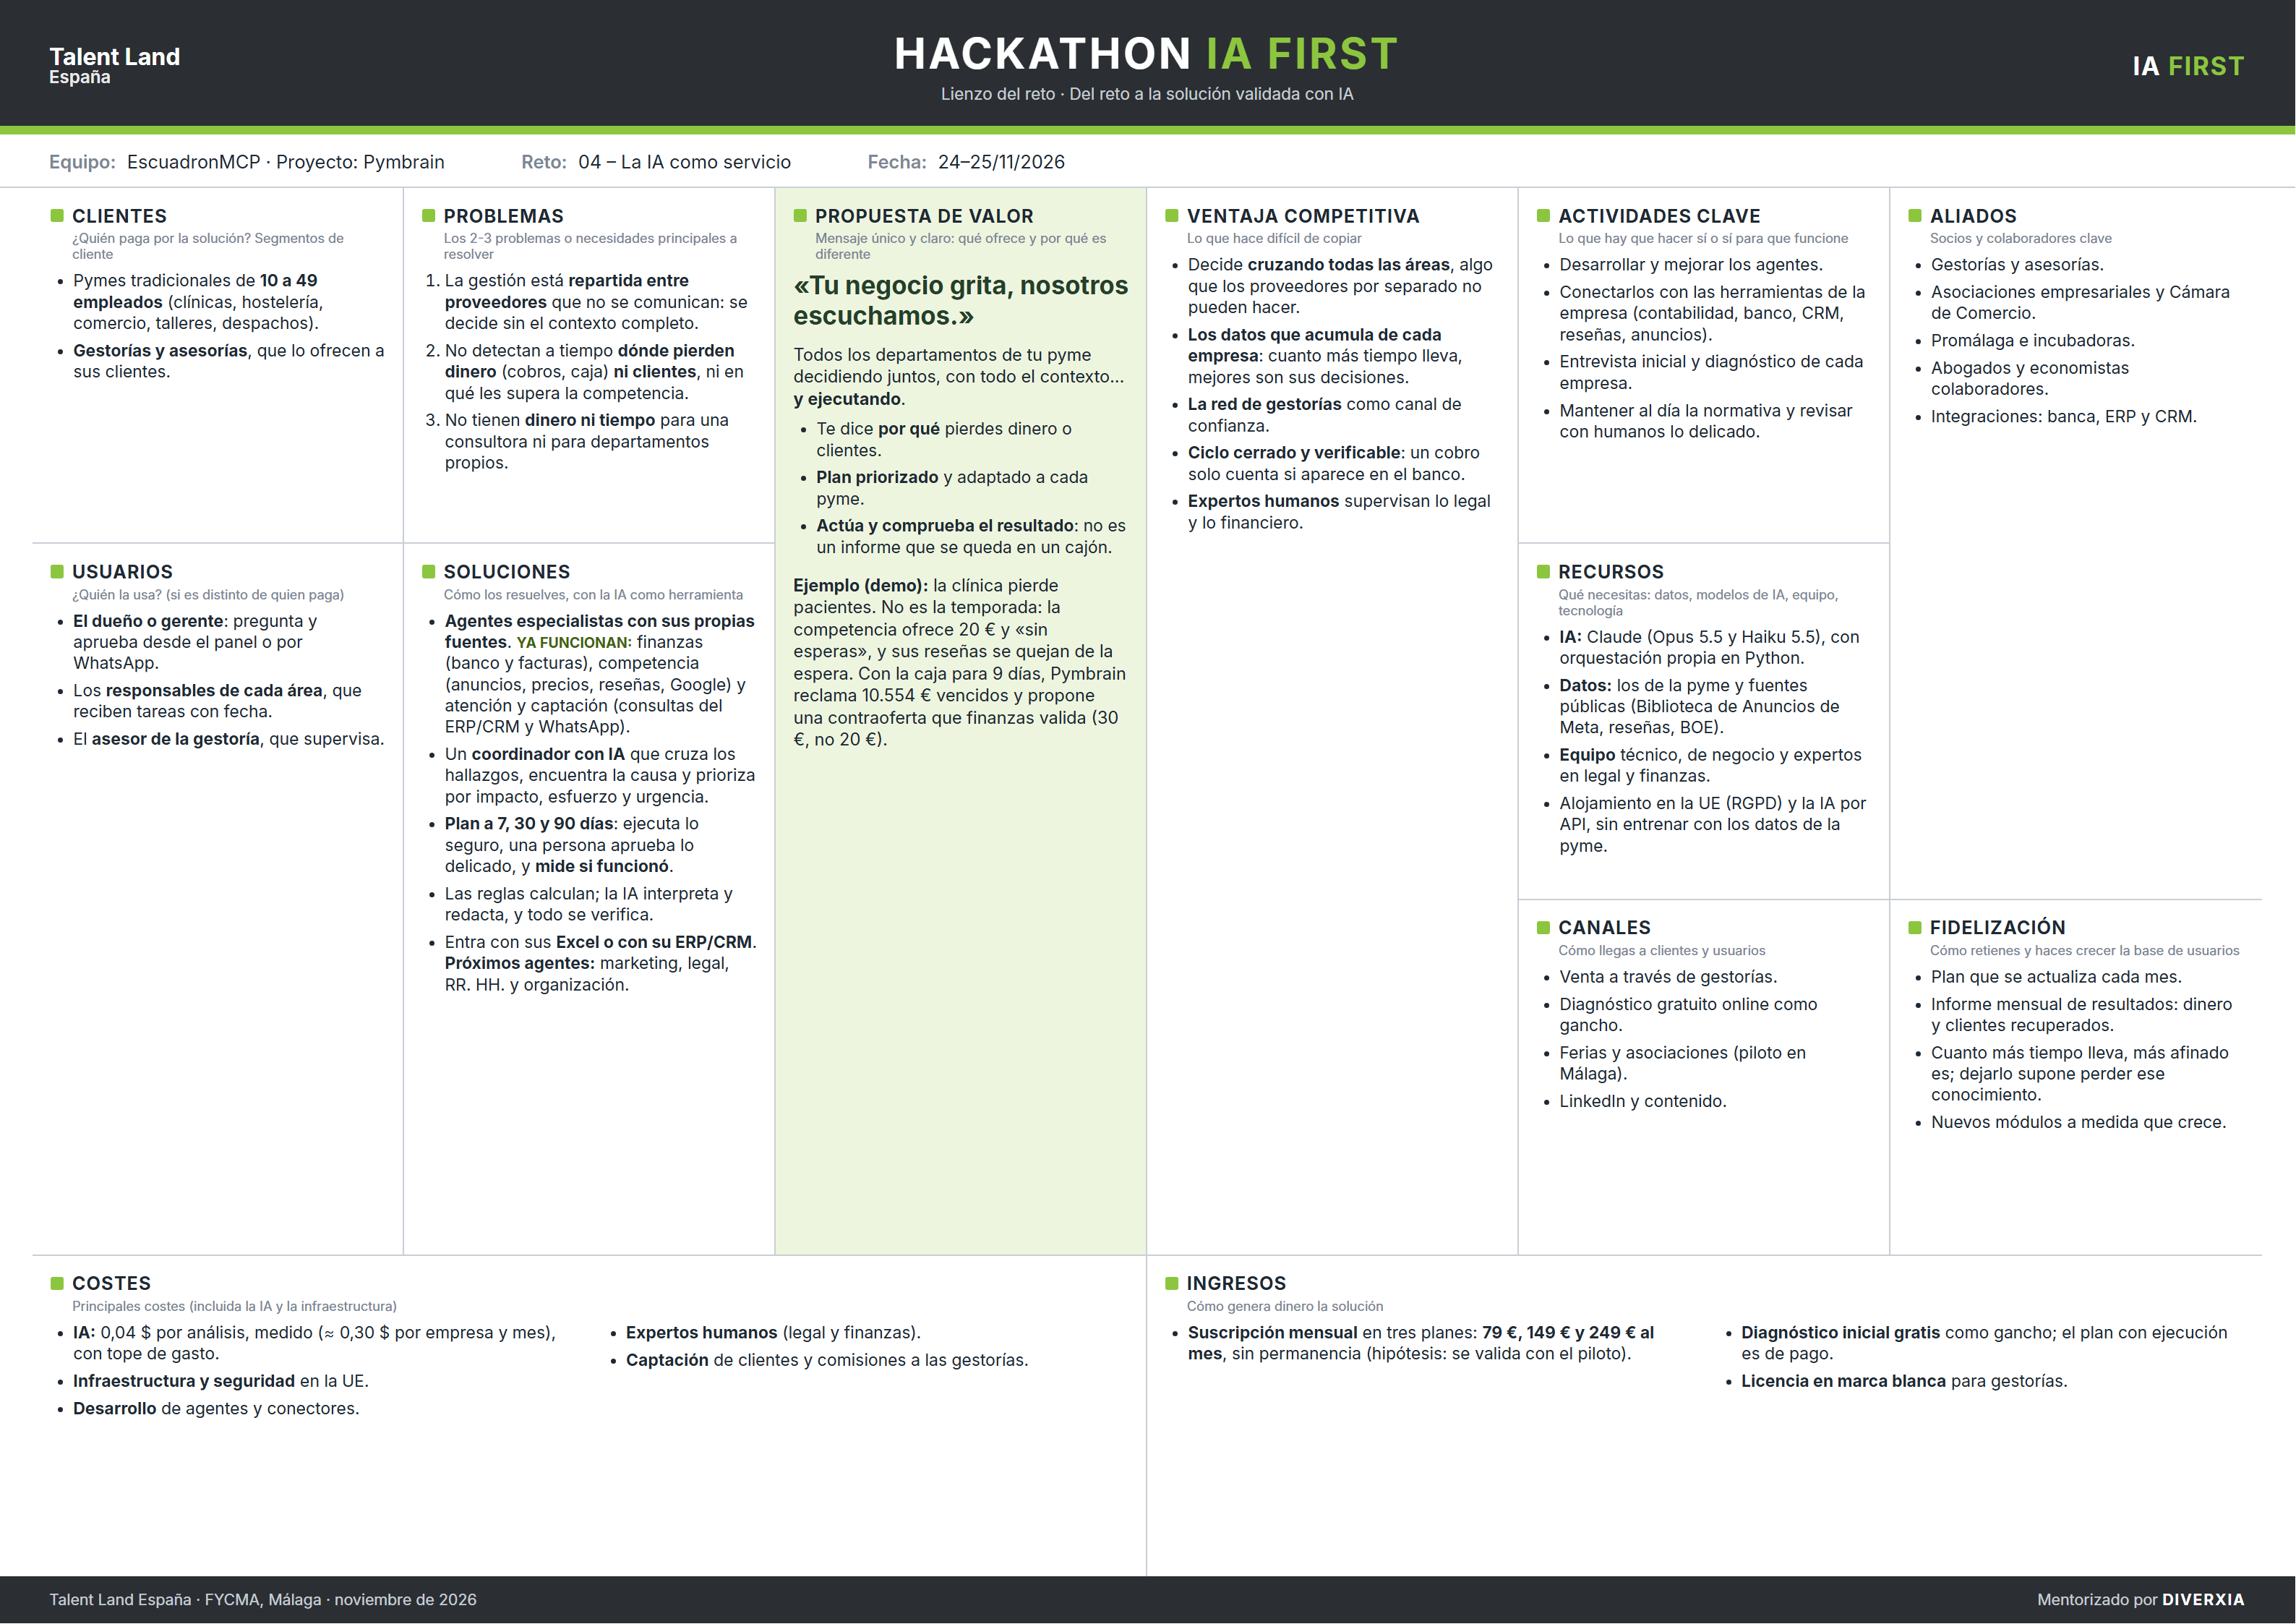 Talent Land
España
HACKATHON IA FIRST
Lienzo del reto · Del reto a la solución validada con IA
IA FIRST
Equipo: EscuadronMCP · Proyecto: Pymbrain
Reto: 04 – La IA como servicio
Fecha: 24–25/11/2026
CLIENTES
¿Quién paga por la solución? Segmentos de
cliente
• Pymes tradicionales de 10 a 49
empleados (clínicas, hostelería,
comercio, talleres, despachos).
• Gestorías y asesorías, que lo ofrecen a
sus clientes.
USUARIOS
¿Quién la usa? (si es distinto de quien paga)
• El dueño o gerente: pregunta y
aprueba desde el panel o por
WhatsApp.
• Los responsables de cada área, que
reciben tareas con fecha.
• El asesor de la gestoría, que supervisa.
PROBLEMAS
Los 2-3 problemas o necesidades principales a
resolver
1. La gestión está repartida entre
proveedores que no se comunican: se
decide sin el contexto completo.
2. No detectan a tiempo dónde pierden
dinero (cobros, caja) ni clientes, ni en
qué les supera la competencia.
3. No tienen dinero ni tiempo para una
consultora ni para departamentos
propios.
SOLUCIONES
Cómo los resuelves, con la IA como herramienta
• Agentes especialistas con sus propias
fuentes. YA FUNCIONAN: finanzas
(banco y facturas), competencia
(anuncios, precios, reseñas, Google) y
atención y captación (consultas del
ERP/CRM y WhatsApp).
• Un coordinador con IA que cruza los
hallazgos, encuentra la causa y prioriza
por impacto, esfuerzo y urgencia.
• Plan a 7, 30 y 90 días: ejecuta lo
seguro, una persona aprueba lo
delicado, y mide si funcionó.
• Las reglas calculan; la IA interpreta y
redacta, y todo se verifica.
• Entra con sus Excel o con su ERP/CRM.
Próximos agentes: marketing, legal,
RR. HH. y organización.
PROPUESTA DE VALOR
Mensaje único y claro: qué ofrece y por qué es
diferente
«Tu negocio grita, nosotros
escuchamos.»
Todos los departamentos de tu pyme
decidiendo juntos, con todo el contexto...
y ejecutando.
• Te dice por qué pierdes dinero o
clientes.
• Plan priorizado y adaptado a cada
pyme.
• Actúa y comprueba el resultado: no es
un informe que se queda en un cajón.
Ejemplo (demo): la clínica pierde
pacientes. No es la temporada: la
competencia ofrece 20 € y «sin
esperas», y sus reseñas se quejan de la
espera. Con la caja para 9 días, Pymbrain
reclama 10.554 € vencidos y propone
una contraoferta que finanzas valida (30
€, no 20 €).
VENTAJA COMPETITIVA
Lo que hace difícil de copiar
• Decide cruzando todas las áreas, algo
que los proveedores por separado no
pueden hacer.
• Los datos que acumula de cada
empresa: cuanto más tiempo lleva,
mejores son sus decisiones.
• La red de gestorías como canal de
confianza.
• Ciclo cerrado y verificable: un cobro
solo cuenta si aparece en el banco.
• Expertos humanos supervisan lo legal
y lo financiero.
ACTIVIDADES CLAVE
Lo que hay que hacer sí o sí para que funcione
• Desarrollar y mejorar los agentes.
• Conectarlos con las herramientas de la
empresa (contabilidad, banco, CRM,
reseñas, anuncios).
• Entrevista inicial y diagnóstico de cada
empresa.
• Mantener al día la normativa y revisar
con humanos lo delicado.
RECURSOS
Qué necesitas: datos, modelos de IA, equipo,
tecnología
• IA: Claude (Opus 5.5 y Haiku 5.5), con
orquestación propia en Python.
• Datos: los de la pyme y fuentes
públicas (Biblioteca de Anuncios de
Meta, reseñas, BOE).
• Equipo técnico, de negocio y expertos
en legal y finanzas.
• Alojamiento en la UE (RGPD) y la IA por
API, sin entrenar con los datos de la
pyme.
CANALES
Cómo llegas a clientes y usuarios
• Venta a través de gestorías.
• Diagnóstico gratuito online como
gancho.
• Ferias y asociaciones (piloto en
Málaga).
• LinkedIn y contenido.
ALIADOS
Socios y colaboradores clave
• Gestorías y asesorías.
• Asociaciones empresariales y Cámara
de Comercio.
• Promálaga e incubadoras.
• Abogados y economistas
colaboradores.
• Integraciones: banca, ERP y CRM.
FIDELIZACIÓN
Cómo retienes y haces crecer la base de usuarios
• Plan que se actualiza cada mes.
• Informe mensual de resultados: dinero
y clientes recuperados.
• Cuanto más tiempo lleva, más afinado
es; dejarlo supone perder ese
conocimiento.
• Nuevos módulos a medida que crece.
COSTES
Principales costes (incluida la IA y la infraestructura)
• IA: 0,04 $ por análisis, medido (≈ 0,30 $ por empresa y mes),
con tope de gasto.
• Infraestructura y seguridad en la UE.
• Desarrollo de agentes y conectores.
• Expertos humanos (legal y finanzas).
• Captación de clientes y comisiones a las gestorías.
INGRESOS
Cómo genera dinero la solución
• Suscripción mensual en tres planes: 79 €, 149 € y 249 € al
mes, sin permanencia (hipótesis: se valida con el piloto).
• Diagnóstico inicial gratis como gancho; el plan con ejecución
es de pago.
• Licencia en marca blanca para gestorías.
Talent Land España · FYCMA, Málaga · noviembre de 2026
Mentorizado por DIVERXIA